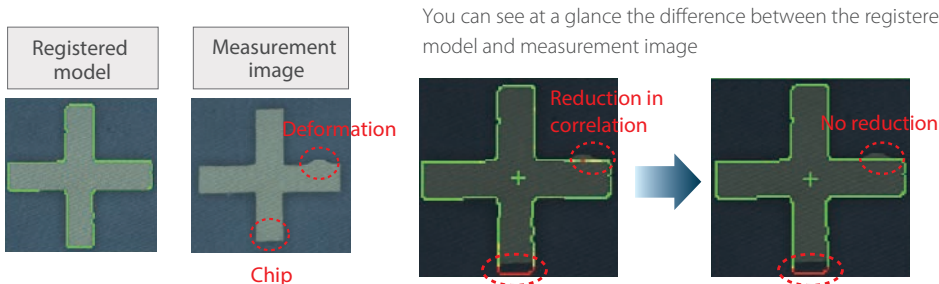 You can see at a glance the difference between the registere
model and measurement image
Registered
model
Measurement
image
Deformation
Chip
Reduction in
correlation
No reduction